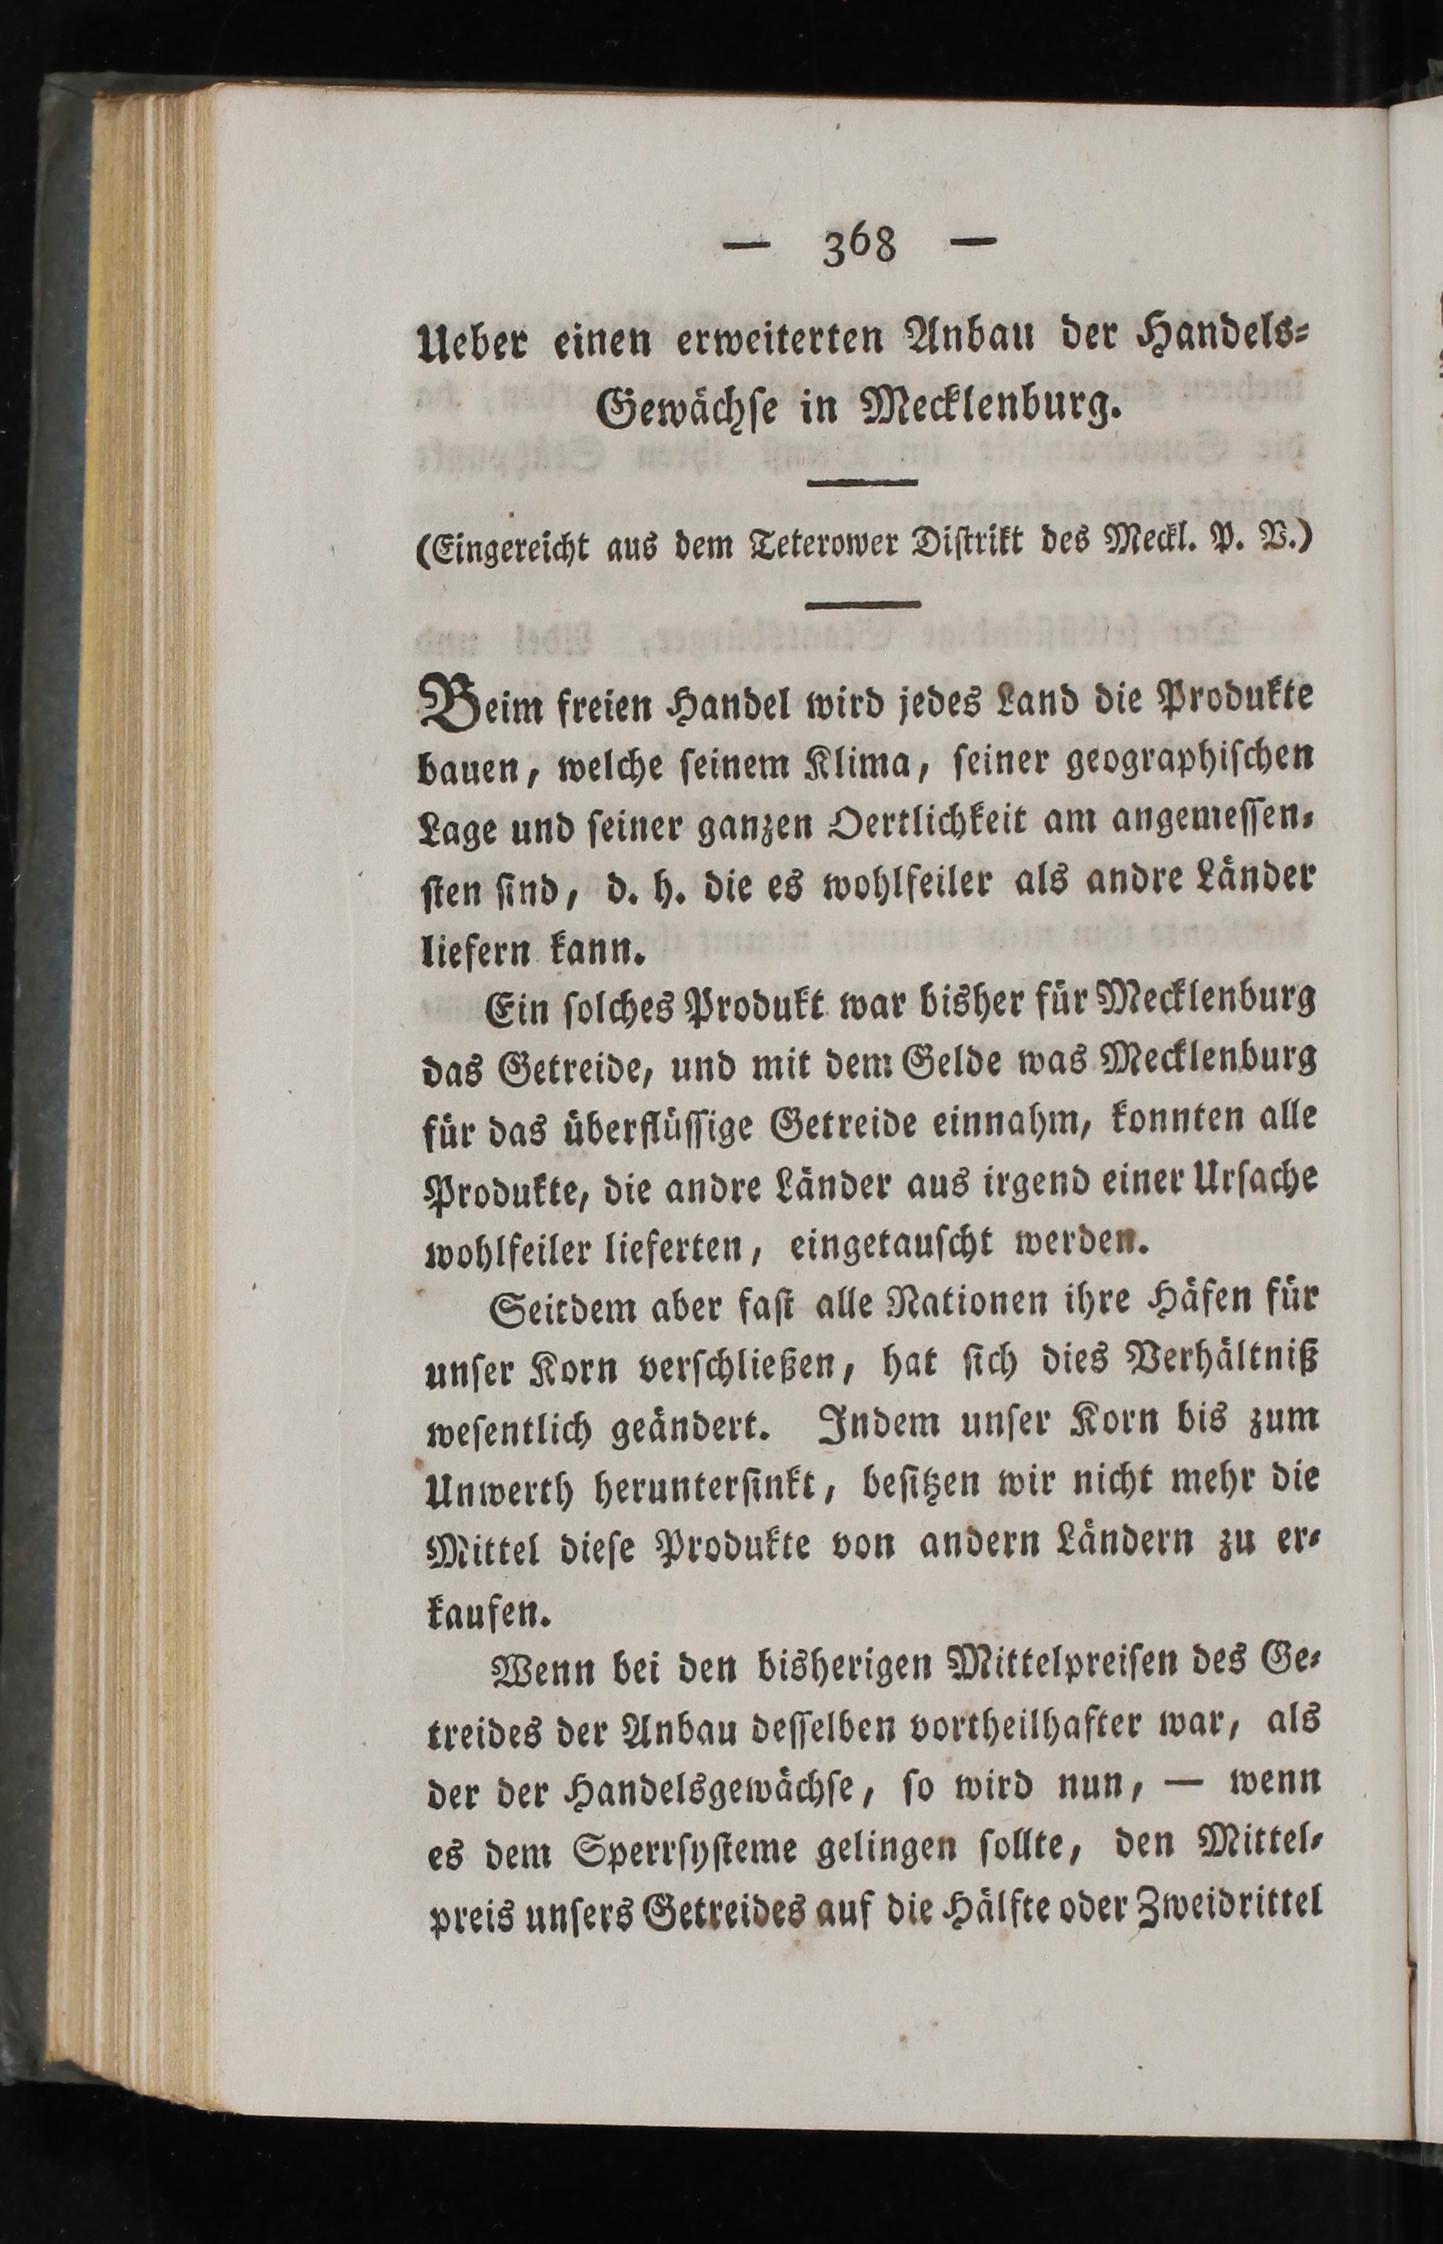 — 368 —
Ueber einen erweiterten Anbau der Handels-
Gewächse in Mecklenburg.
(Eingereicht aus dem Teterower Distrikt des Meckl. P. V.)
Beim freien Handel wird jedes Land die Produkte
bauen, welche seinem Klima, seiner geographischen
Lage und seiner ganzen Oertlichkeit am angemessen-
sten sind, d. h. die es wohlfeiler als andre Länder
liefern kann.
Ein solches Produkt war bisher für Mecklenburg
das Getreide, und mit dem Gelde was Mecklenburg
für das überflüssige Getreide einnahm, konnten alle
Produkte, die andre Länder aus irgend einer Ursache
wohlfeiler lieferten, eingetauscht werden.
Seitdem aber fast alle Nationen ihre Häfen für
unser Korn verschließen, hat sich dies Verhältniß
wesentlich geändert. Indem unser Korn bis zum
Unwerth heruntersinkt, besitzen wir nicht mehr die
Mittel diese Produkte von andern Ländern zu er-
kaufen.
Wenn bei den bisherigen Mittelpreisen des Ge-
treides der Anbau desselben vortheilhafter war, als
der der Handelsgewächse, so wird nun, — wenn
es dem Sperrsysteme gelingen sollte, den Mittel-
preis unsers Getreides auf die Hälfte oder Zweidrittel